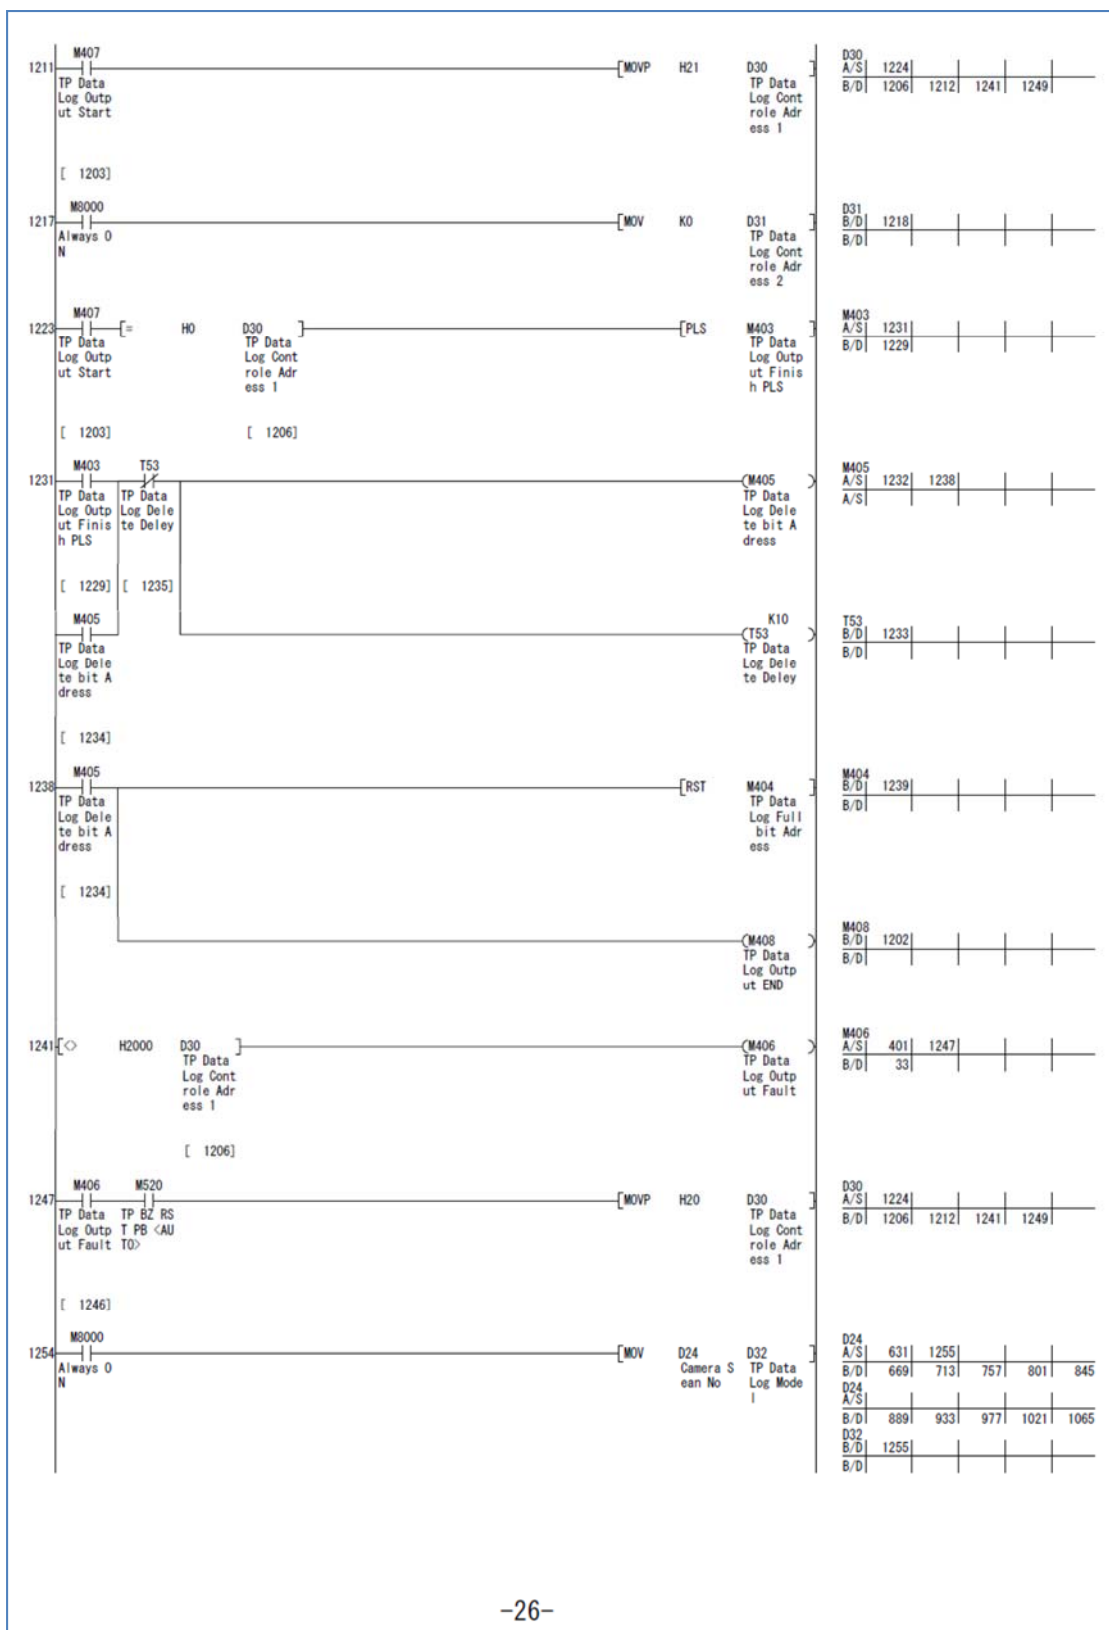 M407
1211 [MOVP H21 D30 ]
TP Data
Log Outp
ut Start
TP Data
Log Cont
role Adr
ess 1
[ 1203]
D30
A/S 1224
B/D 1206 1212 1241 1249
M8000
1217 [MOV K0 D31 ]
Always O
N
TP Data
Log Cont
role Adr
ess 2
D31
B/D 1218
B/D
M407
1223 [= H0 D30 ] [PLS M403 ]
TP Data
Log Outp
ut Start
TP Data
Log Cont
role Adr
ess 1
TP Data
Log Outp
ut Finis
h PLS
[ 1203] [ 1206]
M403
A/S 1231
B/D 1229
M403 T53
1231 (M405 )
TP Data
Log Outp
ut Finis
h PLS
TP Data
Log Dele
te Deley
TP Data
Log Dele
te bit A
dress
[ 1229] [ 1235]
M405
A/S 1232 1238
A/S
M405
TP Data
Log Dele
te bit A
dress
[ 1234]
K10
(T53 )
TP Data
Log Dele
te Deley
T53
B/D 1233
B/D
M405
1238 [RST M404 ]
TP Data
Log Dele
te bit A
dress
TP Data
Log Full
bit Adr
ess
[ 1234]
M404
B/D 1239
B/D
(M408 )
TP Data
Log Outp
ut END
M408
B/D 1202
B/D
1241 [<> H2000 D30 ] (M406 )
TP Data
Log Cont
role Adr
ess 1
TP Data
Log Outp
ut Fault
[ 1206]
M406
A/S 401 1247
B/D 33
M406 M520
1247 [MOVP H20 D30 ]
TP Data
Log Outp
ut Fault
TP BZ RS
T PB <AU
TO>
TP Data
Log Cont
role Adr
ess 1
[ 1246]
D30
A/S 1224
B/D 1206 1212 1241 1249
M8000
1254 [MOV D24 D32 ]
Always O
N
Camera S
ean No
TP Data
Log Mode
l
D24
A/S 631 1255
B/D 669 713 757 801 845
D24
A/S
B/D 889 933 977 1021 1065
D32
B/D 1255
B/D
-26-